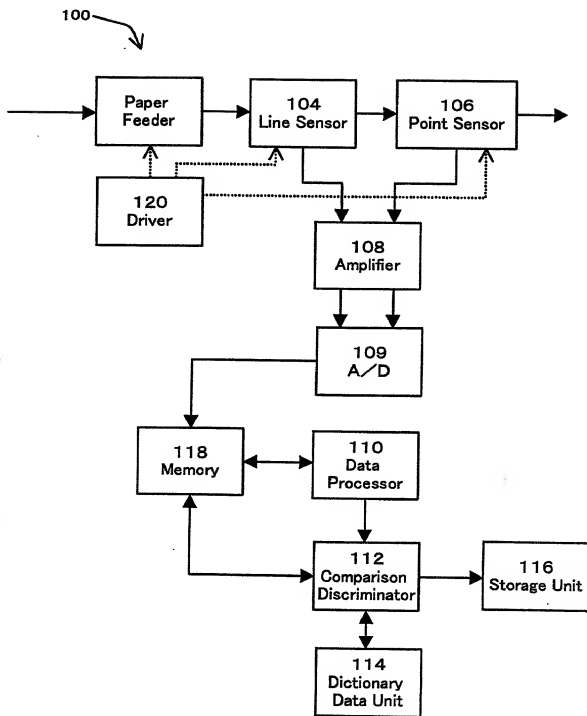 100
Paper
Feeder
104
Line Sensor
106
Point Sensor
120
Driver
108
Amplifier
109
A/D
118
Memory
110
Data
Processor
112
Comparison
Discriminator
116
Storage Unit
114
Dictionary
Data Unit